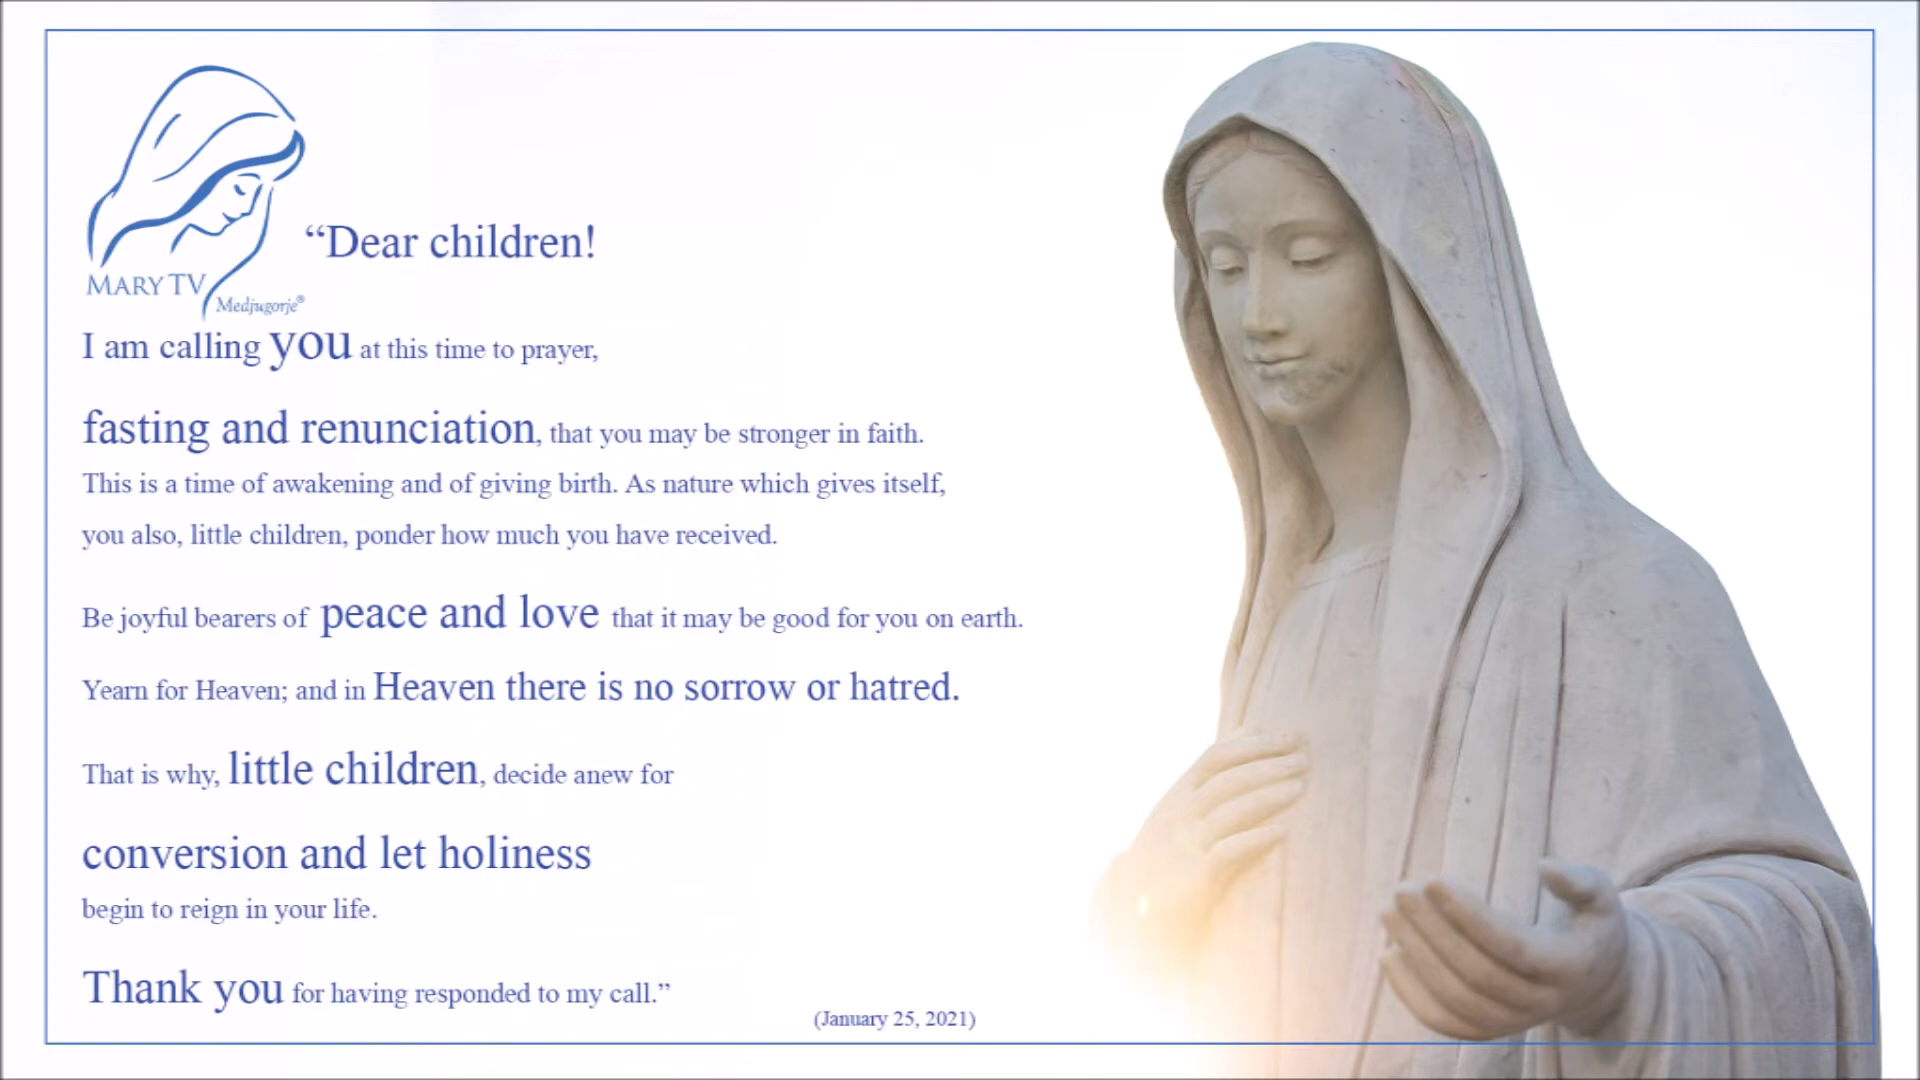 MARY TV
Medjugorje®
“Dear children!
I am calling you at this time to prayer,
fasting and renunciation, that you may be stronger in faith.
This is a time of awakening and of giving birth. As nature which gives itself,
you also, little children, ponder how much you have received.
Be joyful bearers of peace and love that it may be good for you on earth.
Yearn for Heaven; and in Heaven there is no sorrow or hatred.
That is why, little children, decide anew for
conversion and let holiness
begin to reign in your life.
Thank you for having responded to my call.”
(January 25, 2021)